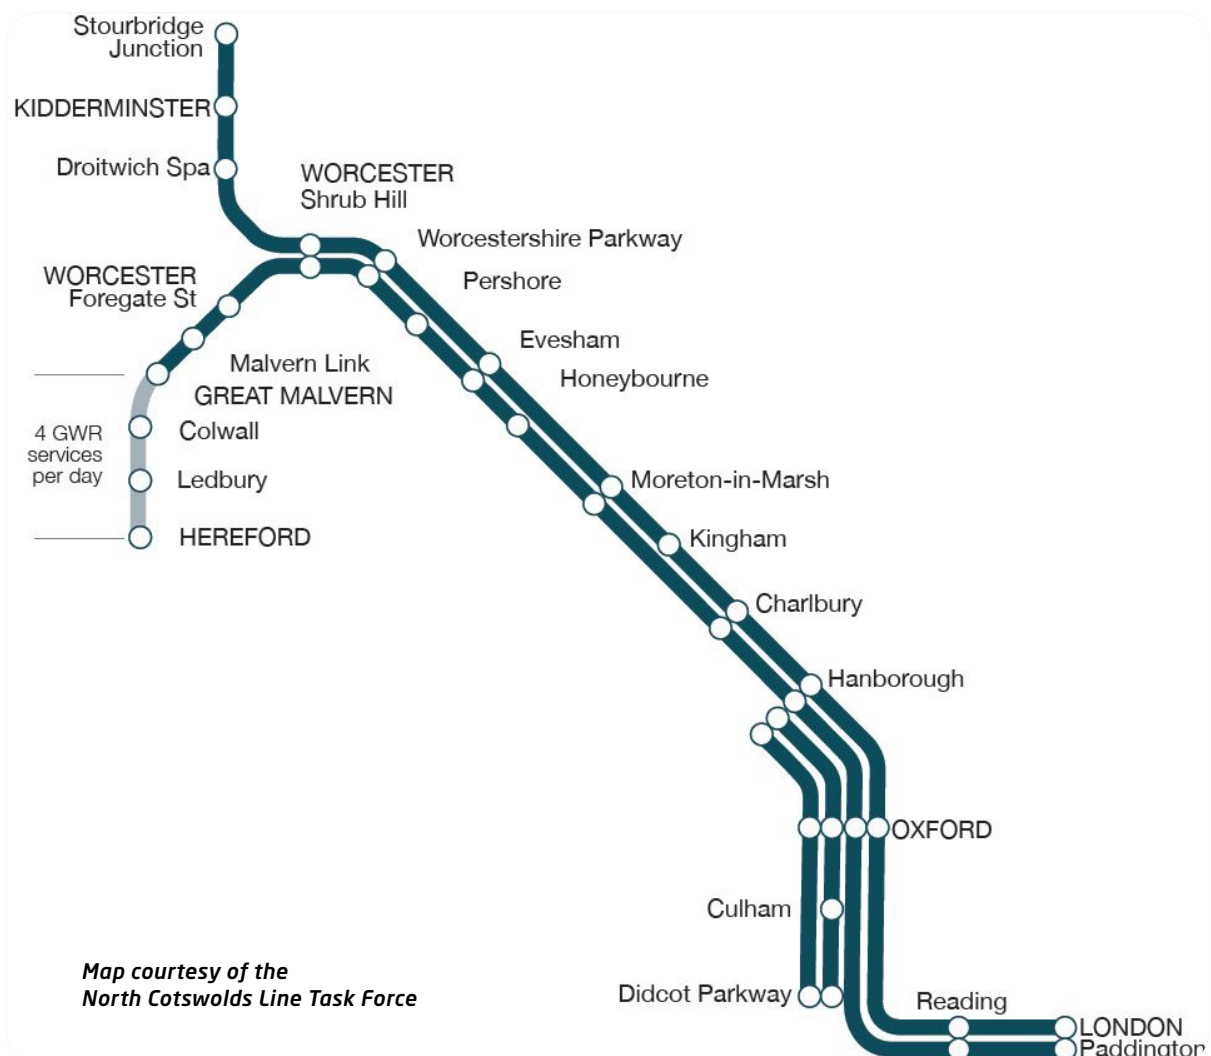 Stourbridge
Junction
KIDDERMINSTER
Droitwich Spa
WORCESTER
Shrub Hill
Worcestershire Parkway
WORCESTER
Foregate St
Pershore
Evesham
Malvern Link
Honeybourne
GREAT MALVERN
4 GWR
services
per day
Colwall
Ledbury
Moreton-in-Marsh
HEREFORD
Kingham
Charlbury
Hanborough
OXFORD
Culham
Map courtesy of the
North Cotswolds Line Task Force
Didcot Parkway
Reading
LONDON
Paddington